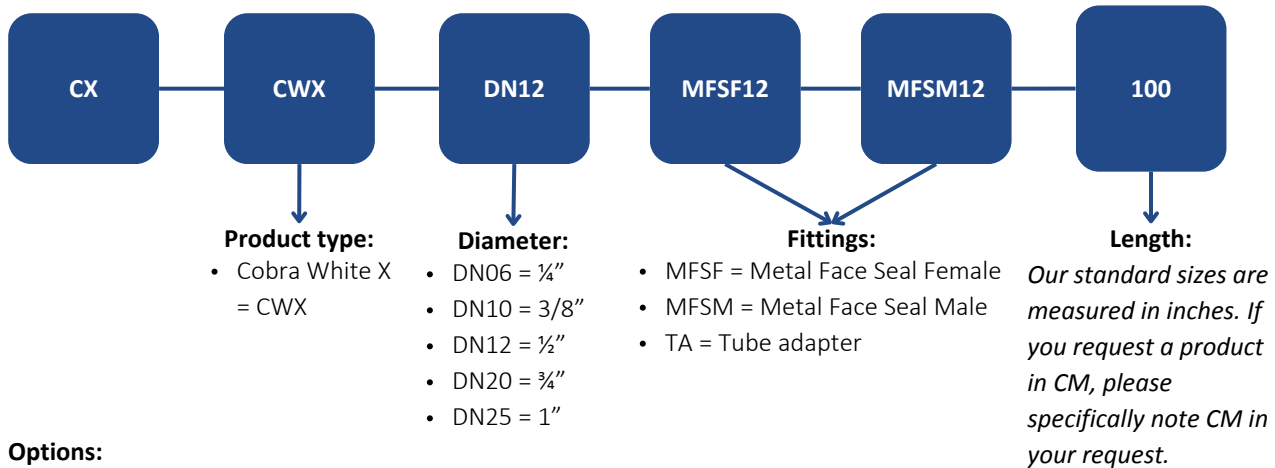 CX
CWX
DN12
MFSF12
MFSM12
100
Product type:
• Cobra White X
= CWX
Diameter:
• DN06 = ¼”
• DN10 = 3/8”
• DN12 = ½”
• DN20 = ¾”
• DN25 = 1”
Fittings:
• MFSF = Metal Face Seal Female
• MFSM = Metal Face Seal Male
• TA = Tube adapter
Length:
Our standard sizes are
measured in inches. If
you request a product
in CM, please
specifically note CM in
your request.
Options: